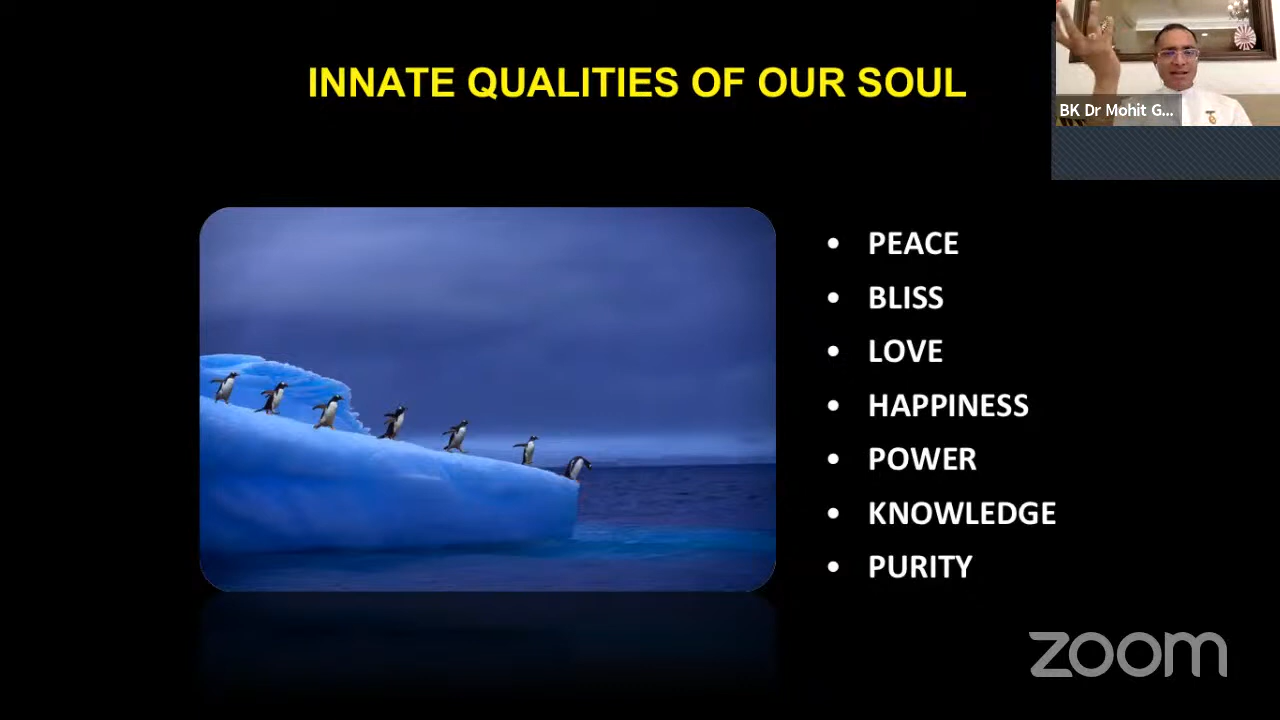 INNATE QUALITIES OF OUR SOUL
BK Dr Mohit G...
• PEACE
• BLISS
• LOVE
• HAPPINESS
• POWER
• KNOWLEDGE
• PURITY
zoom